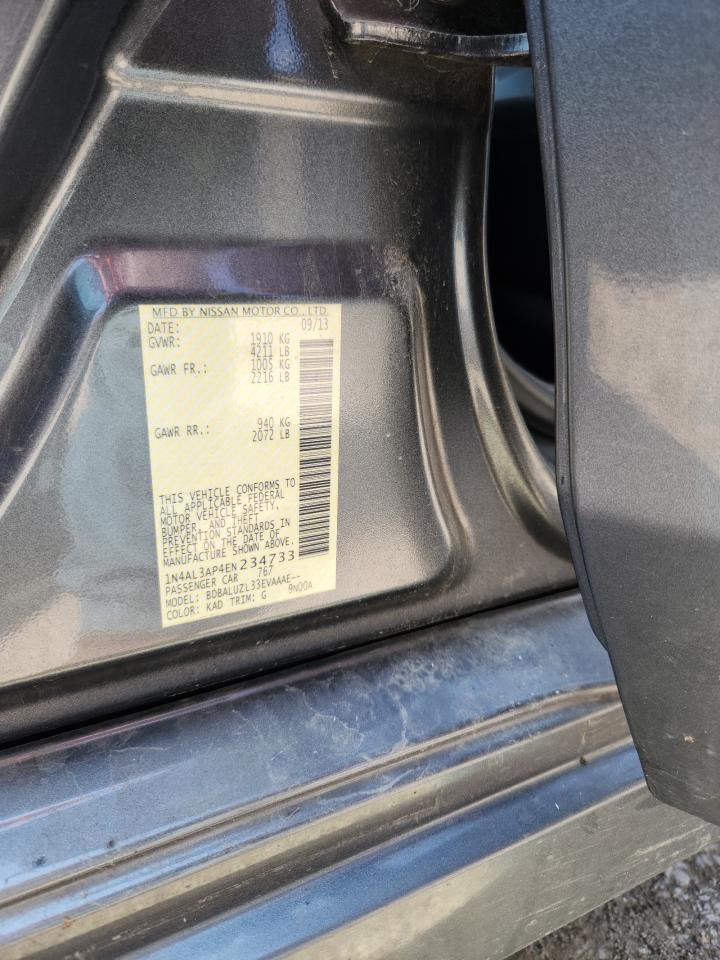 MFD BY NISSAN MOTOR CO., LTD.
DATE: 09/13
GVWR: 1910 KG
4211 LB
GAWR FR.: 1005 KG
2216 LB
GAWR RR.: 940 KG
2072 LB
THIS VEHICLE CONFORMS TO
ALL APPLICABLE FEDERAL
MOTOR VEHICLE SAFETY,
BUMPER, AND THEFT
PREVENTION STANDARDS IN
EFFECT ON THE DATE OF
MANUFACTURE SHOWN ABOVE.
1N4AL3AP4EN234733
PASSENGER CAR 767
MODEL: BDBALUZL33EVAAAE--
COLOR: KAD TRIM: G 9N00A